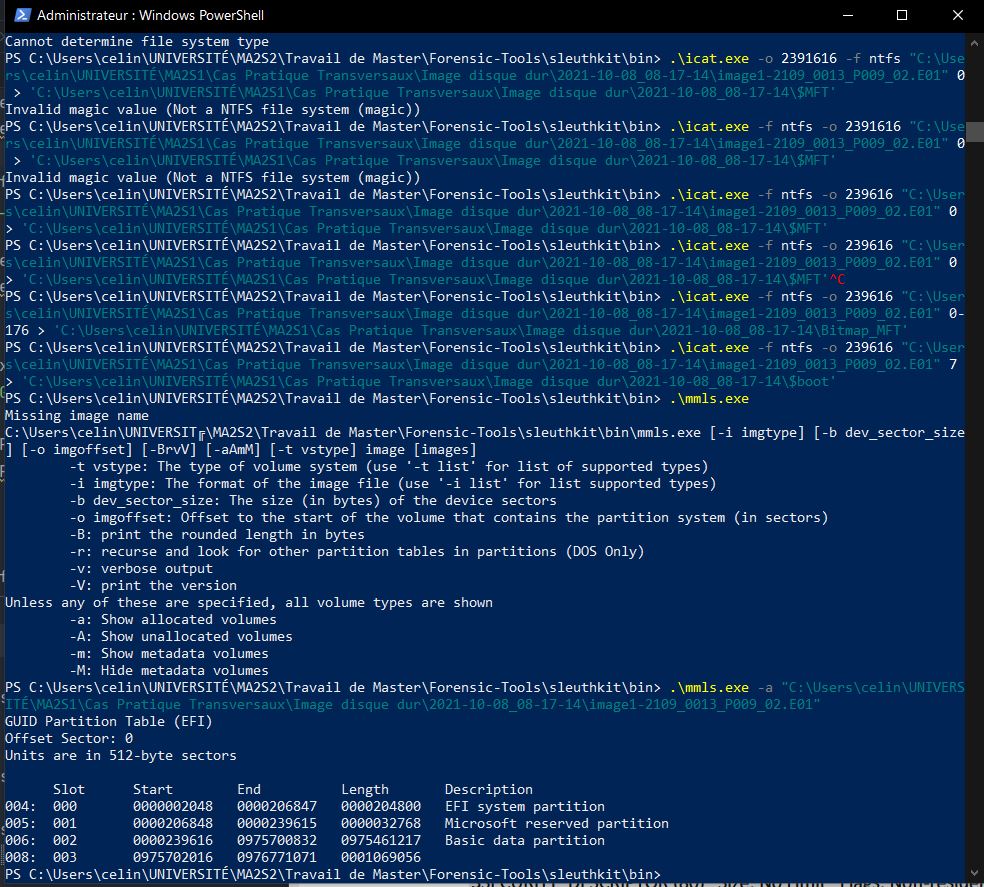 Administrateur : Windows PowerShell
Cannot determine file system type
PS C:\Users\celin\UNIVERSITÉ\MA2S2\Travail de Master\Forensic-Tools\sleuthkit\bin> .\icat.exe -o 2391616 -f ntfs "C:\Use
rs\celin\UNIVERSITÉ\MA2S1\Cas Pratique Transversaux\Image disque dur\2021-10-08_08-17-14\image1-2109_0013_P009_02.E01" 0
> 'C:\Users\celin\UNIVERSITÉ\MA2S1\Cas Pratique Transversaux\Image disque dur\2021-10-08_08-17-14\$MFT'
Invalid magic value (Not a NTFS file system (magic))
PS C:\Users\celin\UNIVERSITÉ\MA2S2\Travail de Master\Forensic-Tools\sleuthkit\bin> .\icat.exe -f ntfs -o 2391616 "C:\Use
rs\celin\UNIVERSITÉ\MA2S1\Cas Pratique Transversaux\Image disque dur\2021-10-08_08-17-14\image1-2109_0013_P009_02.E01" 0
> 'C:\Users\celin\UNIVERSITÉ\MA2S1\Cas Pratique Transversaux\Image disque dur\2021-10-08_08-17-14\$MFT'
Invalid magic value (Not a NTFS file system (magic))
PS C:\Users\celin\UNIVERSITÉ\MA2S2\Travail de Master\Forensic-Tools\sleuthkit\bin> .\icat.exe -f ntfs -o 239616 "C:\User
s\celin\UNIVERSITÉ\MA2S1\Cas Pratique Transversaux\Image disque dur\2021-10-08_08-17-14\image1-2109_0013_P009_02.E01" 0
> 'C:\Users\celin\UNIVERSITÉ\MA2S1\Cas Pratique Transversaux\Image disque dur\2021-10-08_08-17-14\$MFT'
PS C:\Users\celin\UNIVERSITÉ\MA2S2\Travail de Master\Forensic-Tools\sleuthkit\bin> .\icat.exe -f ntfs -o 239616 "C:\User
s\celin\UNIVERSITÉ\MA2S1\Cas Pratique Transversaux\Image disque dur\2021-10-08_08-17-14\image1-2109_0013_P009_02.E01" 0
> 'C:\Users\celin\UNIVERSITÉ\MA2S1\Cas Pratique Transversaux\Image disque dur\2021-10-08_08-17-14\$MFT'^C
PS C:\Users\celin\UNIVERSITÉ\MA2S2\Travail de Master\Forensic-Tools\sleuthkit\bin> .\icat.exe -f ntfs -o 239616 "C:\User
s\celin\UNIVERSITÉ\MA2S1\Cas Pratique Transversaux\Image disque dur\2021-10-08_08-17-14\image1-2109_0013_P009_02.E01" 0-
176 > 'C:\Users\celin\UNIVERSITÉ\MA2S1\Cas Pratique Transversaux\Image disque dur\2021-10-08_08-17-14\Bitmap_MFT'
PS C:\Users\celin\UNIVERSITÉ\MA2S2\Travail de Master\Forensic-Tools\sleuthkit\bin> .\icat.exe -f ntfs -o 239616 "C:\User
s\celin\UNIVERSITÉ\MA2S1\Cas Pratique Transversaux\Image disque dur\2021-10-08_08-17-14\image1-2109_0013_P009_02.E01" 7
> 'C:\Users\celin\UNIVERSITÉ\MA2S1\Cas Pratique Transversaux\Image disque dur\2021-10-08_08-17-14\$boot'
PS C:\Users\celin\UNIVERSITÉ\MA2S2\Travail de Master\Forensic-Tools\sleuthkit\bin> .\mmls.exe
Missing image name
C:\Users\celin\UNIVERSIT╔\MA2S2\Travail de Master\Forensic-Tools\sleuthkit\bin\mmls.exe [-i imgtype] [-b dev_sector_size
] [-o imgoffset] [-BrvV] [-aAmM] [-t vstype] image [images]
-t vstype: The type of volume system (use '-t list' for list of supported types)
-i imgtype: The format of the image file (use '-i list' for list supported types)
-b dev_sector_size: The size (in bytes) of the device sectors
-o imgoffset: Offset to the start of the volume that contains the partition system (in sectors)
-B: print the rounded length in bytes
-r: recurse and look for other partition tables in partitions (DOS Only)
-v: verbose output
-V: print the version
Unless any of these are specified, all volume types are shown
-a: Show allocated volumes
-A: Show unallocated volumes
-m: Show metadata volumes
-M: Hide metadata volumes
PS C:\Users\celin\UNIVERSITÉ\MA2S2\Travail de Master\Forensic-Tools\sleuthkit\bin> .\mmls.exe -a "C:\Users\celin\UNIVERS
ITÉ\MA2S1\Cas Pratique Transversaux\Image disque dur\2021-10-08_08-17-14\image1-2109_0013_P009_02.E01"
GUID Partition Table (EFI)
Offset Sector: 0
Units are in 512-byte sectors
Slot Start End Length Description
004: 000 0000002048 0000206847 0000204800 EFI system partition
005: 001 0000206848 0000239615 0000032768 Microsoft reserved partition
006: 002 0000239616 0975700832 0975461217 Basic data partition
008: 003 0975702016 0976771071 0001069056
PS C:\Users\celin\UNIVERSITÉ\MA2S2\Travail de Master\Forensic-Tools\sleuthkit\bin>